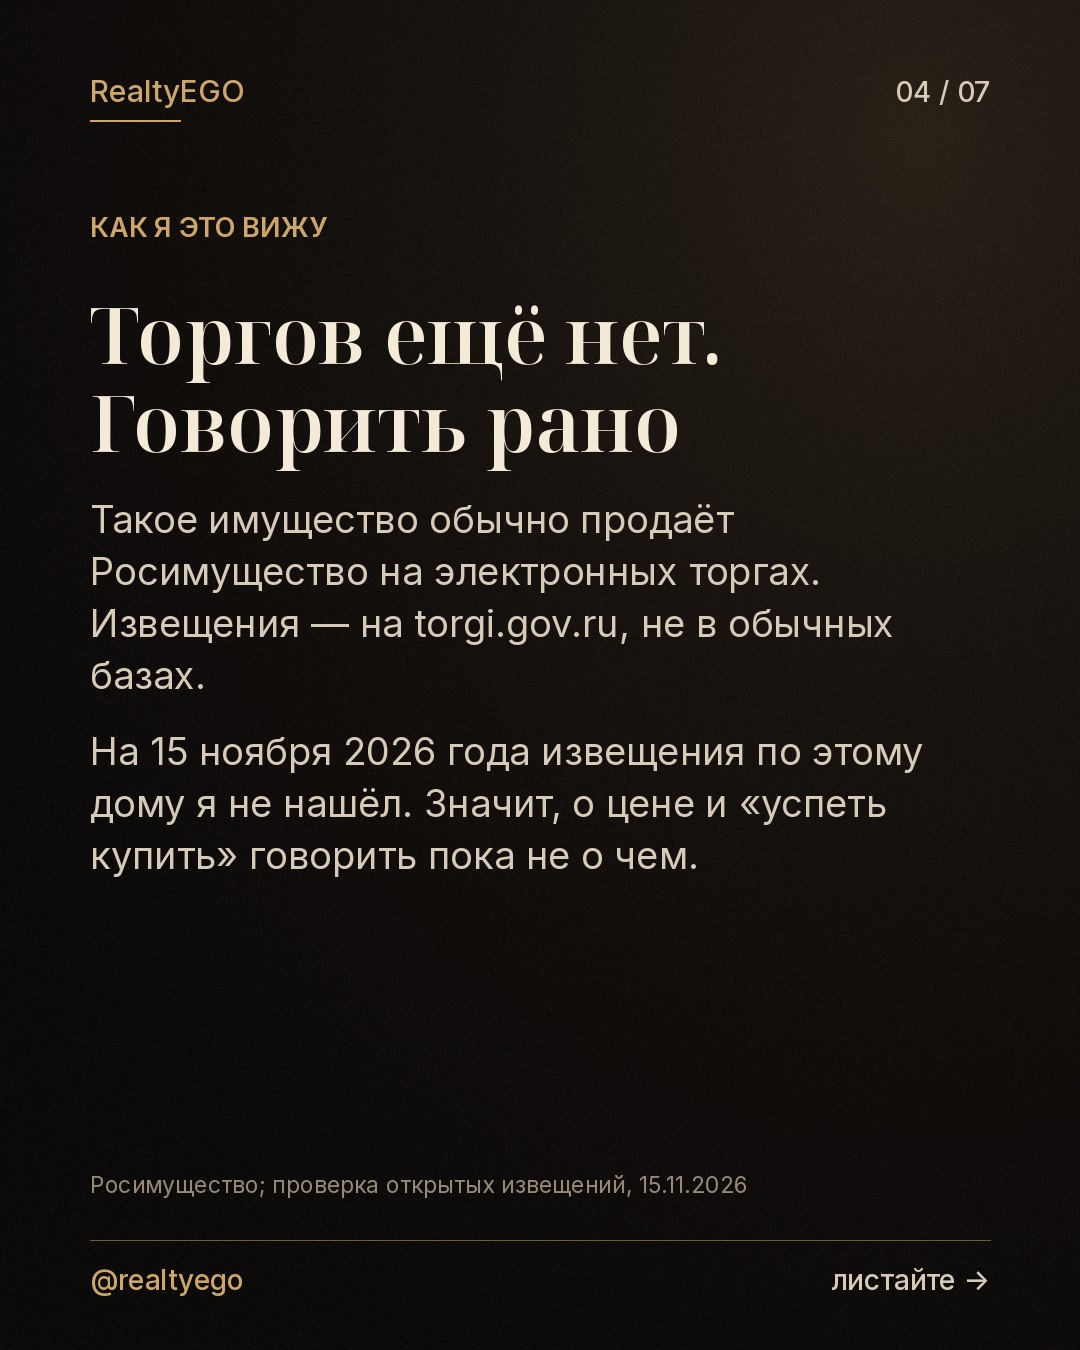 RealtyEGO
04 / 07
КАК Я ЭТО ВИЖУ
Торгов ещё нет.
Говорить рано
Такое имущество обычно продаёт
Росимущество на электронных торгах.
Извещения — на torgi.gov.ru, не в обычных
базах.
На 15 ноября 2026 года извещения по этому
дому я не нашёл. Значит, о цене и «успеть
купить» говорить пока не о чем.
Росимущество; проверка открытых извещений, 15.11.2026
@realtyego
листайте →